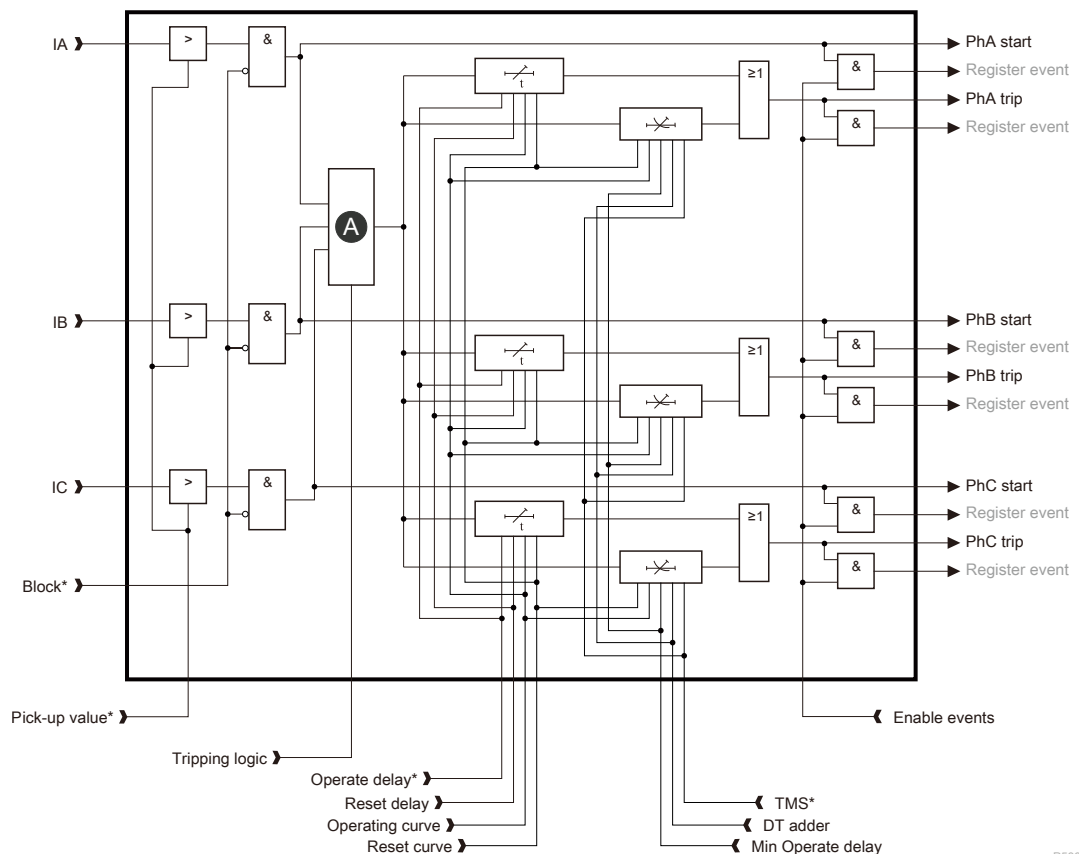 IA
>
&
PhA start
&
Register event
t
≥1
PhA trip
&
Register event
A
IB
>
&
PhB start
&
Register event
t
≥1
PhB trip
&
Register event
IC
>
&
PhC start
&
Register event
t
≥1
PhC trip
&
Register event
Block*
Pick-up value*
Enable events
Tripping logic
Operate delay*
Reset delay
TMS*
Operating curve
DT adder
Reset curve
Min Operate delay